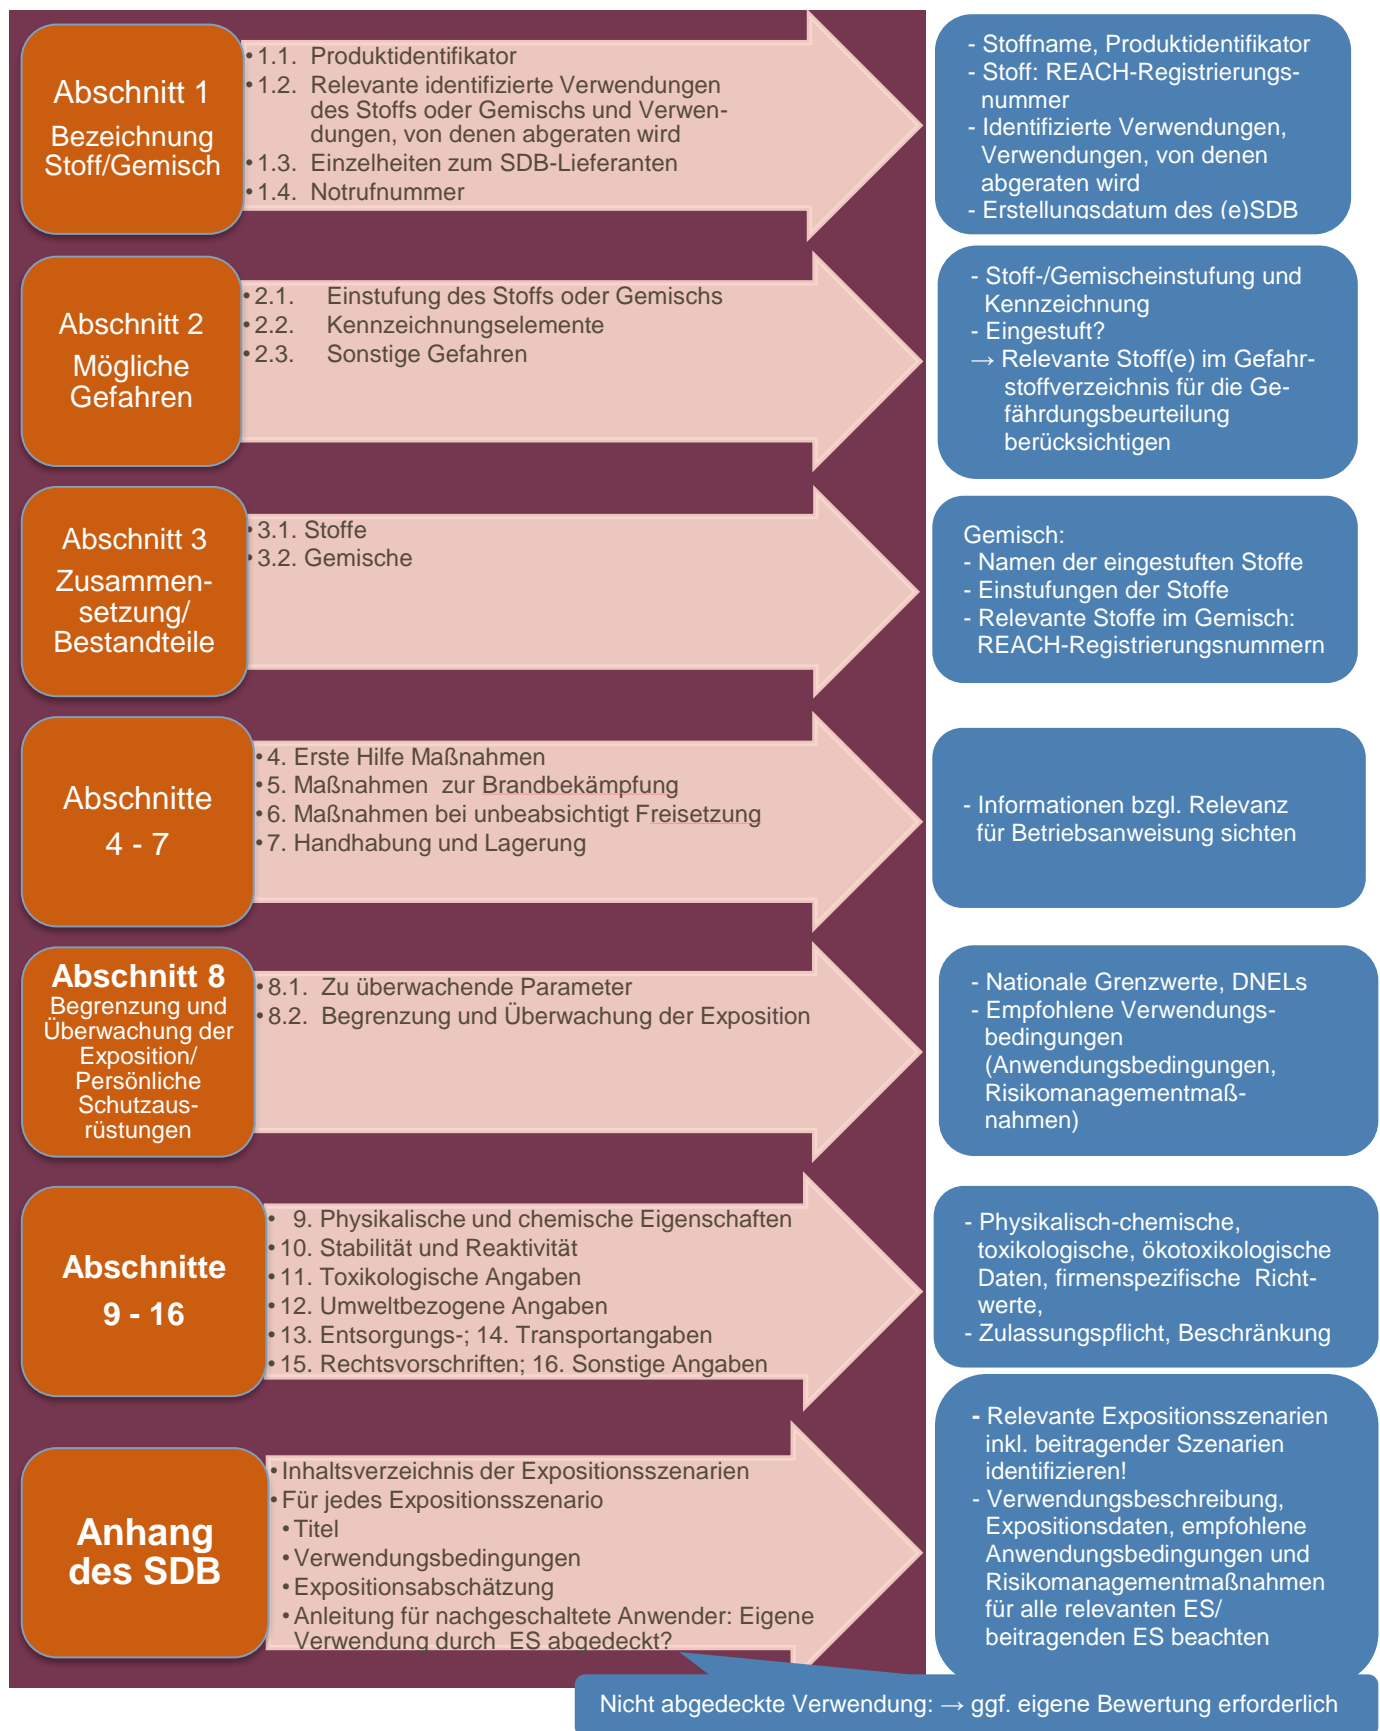 Abschnitt 1
Bezeichnung
Stoff/Gemisch
• 1.1. Produktidentifikator
• 1.2. Relevante identifizierte Verwendungen
des Stoffs oder Gemischs und Verwen-
dungen, von denen abgeraten wird
• 1.3. Einzelheiten zum SDB-Lieferanten
• 1.4. Notrufnummer
- Stoffname, Produktidentifikator
- Stoff: REACH-Registrierungs-
nummer
- Identifizierte Verwendungen,
Verwendungen, von denen
abgeraten wird
- Erstellungsdatum des (e)SDB
Abschnitt 2
Mögliche
Gefahren
• 2.1. Einstufung des Stoffs oder Gemischs
• 2.2. Kennzeichnungselemente
• 2.3. Sonstige Gefahren
- Stoff-/Gemischeinstufung und
Kennzeichnung
- Eingestuft?
→ Relevante Stoff(e) im Gefahr-
stoffverzeichnis für die Ge-
fährdungsbeurteilung
berücksichtigen
Abschnitt 3
Zusammen-
setzung/
Bestandteile
• 3.1. Stoffe
• 3.2. Gemische
Gemisch:
- Namen der eingestuften Stoffe
- Einstufungen der Stoffe
- Relevante Stoffe im Gemisch:
REACH-Registrierungsnummern
Abschnitte
4 - 7
• 4. Erste Hilfe Maßnahmen
• 5. Maßnahmen zur Brandbekämpfung
• 6. Maßnahmen bei unbeabsichtigt Freisetzung
• 7. Handhabung und Lagerung
- Informationen bzgl. Relevanz
für Betriebsanweisung sichten
Abschnitt 8
Begrenzung und
Überwachung der
Exposition/
Persönliche
Schutzaus-
rüstungen
• 8.1. Zu überwachende Parameter
• 8.2. Begrenzung und Überwachung der Exposition
- Nationale Grenzwerte, DNELs
- Empfohlene Verwendungs-
bedingungen
(Anwendungsbedingungen,
Risikomanagementmaß-
nahmen)
Abschnitte
9 - 16
• 9. Physikalische und chemische Eigenschaften
• 10. Stabilität und Reaktivität
• 11. Toxikologische Angaben
• 12. Umweltbezogene Angaben
• 13. Entsorgungs-; 14. Transportangaben
• 15. Rechtsvorschriften; 16. Sonstige Angaben
- Physikalisch-chemische,
toxikologische, ökotoxikologische
Daten, firmenspezifische Richt-
werte,
- Zulassungspflicht, Beschränkung
Anhang
des SDB
• Inhaltsverzeichnis der Expositionsszenarien
• Für jedes Expositionsszenario
• Titel
• Verwendungsbedingungen
• Expositionsabschätzung
• Anleitung für nachgeschaltete Anwender: Eigene
Verwendung durch ES abgedeckt?
- Relevante Expositionsszenarien
inkl. beitragender Szenarien
identifizieren!
- Verwendungsbeschreibung,
Expositionsdaten, empfohlene
Anwendungsbedingungen und
Risikomanagementmaßnahmen
für alle relevanten ES/
beitragenden ES beachten
Nicht abgedeckte Verwendung: → ggf. eigene Bewertung erforderlich